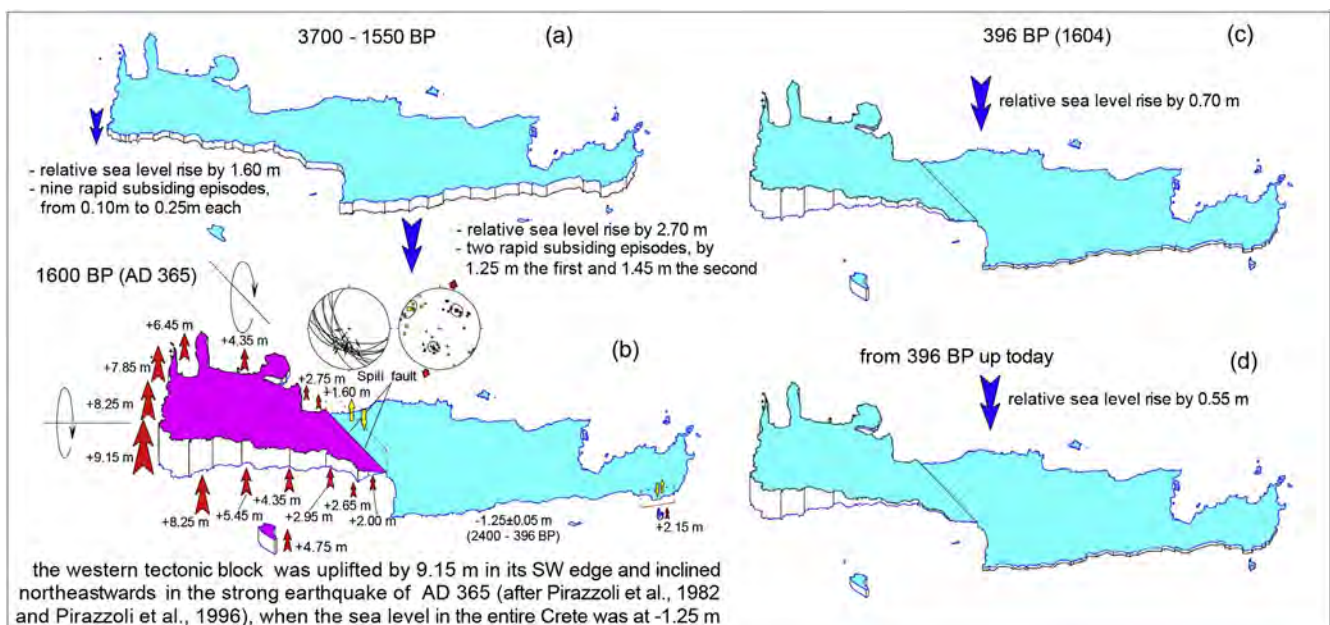 3700 - 1550 BP
(a)
- relative sea level rise by 1.60 m
- nine rapid subsiding episodes,
from 0.10m to 0.25m each
- relative sea level rise by 2.70 m
- two rapid subsiding episodes, by
1.25 m the first and 1.45 m the second
1600 BP (AD 365)
(b)
+6.45 m
+4.35 m
+7.85 m
+2.75 m
Spili fault
+1.60 m
+8.25 m
+9.15 m
+8.25 m
+5.45 m
+4.35 m
+2.95 m
+2.65 m
+2.00 m
+4.75 m
-1.25±0.05 m
(2400 - 396 BP)
+2.15 m
the western tectonic block was uplifted by 9.15 m in its SW edge and inclined
northeastwards in the strong earthquake of AD 365 (after Pirazzoli et al., 1982
and Pirazzoli et al., 1996), when the sea level in the entire Crete was at -1.25 m
396 BP (1604)
(c)
relative sea level rise by 0.70 m
from 396 BP up today
(d)
relative sea level rise by 0.55 m